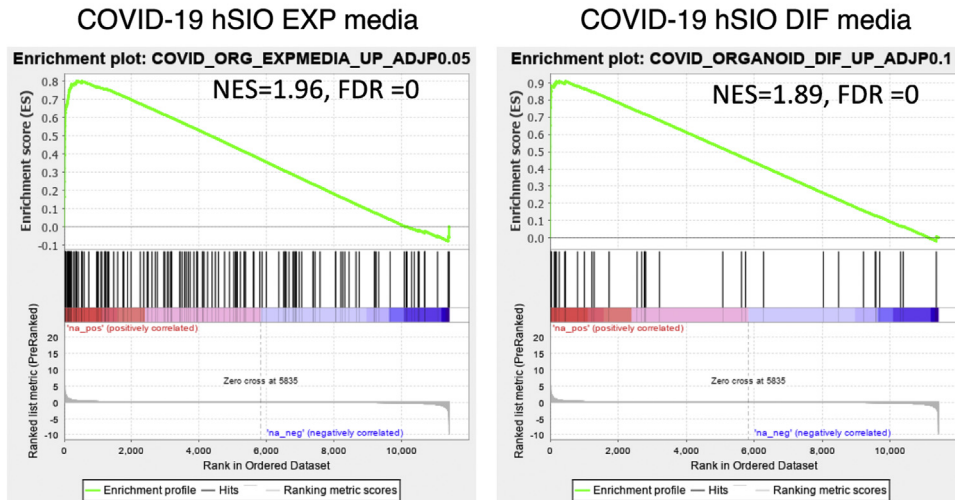 COVID-19 hSIO EXP media
Enrichment plot: COVID_ORG_EXPMEDIA_UP_ADJP0.05
NES=1.96, FDR =0
Enrichment score (ES)
0.8
0.7
0.6
0.5
0.4
0.3
0.2
0.1
0.0
-0.1
'na_pos' (positively correlated)
Ranked list metric (PreRanked)
20
15
10
5
0
-5
-10
Zero cross at 5835
'na_neg' (negatively correlated)
0 2,000 4,000 6,000 8,000 10,000
Rank in Ordered Dataset
Enrichment profile Hits Ranking metric scores
COVID-19 hSIO DIF media
Enrichment plot: COVID_ORGANOID_DIF_UP_ADJP0.1
NES=1.89, FDR =0
Enrichment score (ES)
0.9
0.8
0.7
0.6
0.5
0.4
0.3
0.2
0.1
0.0
'na_pos' (positively correlated)
Ranked list metric (PreRanked)
20
15
10
5
0
-5
-10
Zero cross at 5835
'na_neg' (negatively correlated)
0 2,000 4,000 6,000 8,000 10,000
Rank in Ordered Dataset
Enrichment profile Hits Ranking metric scores